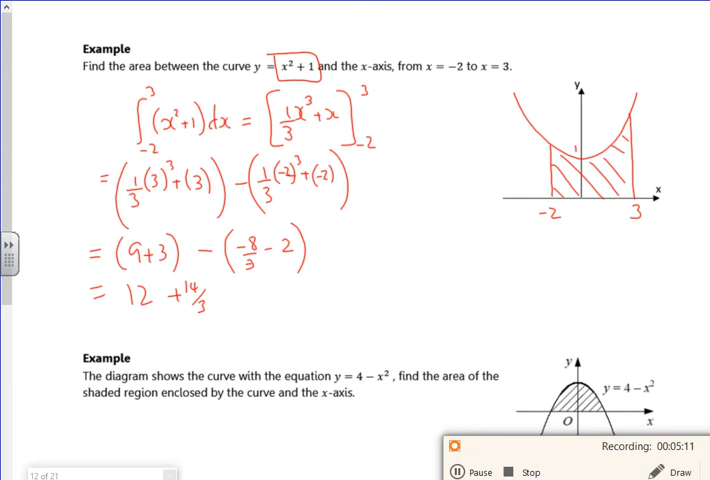 Example
Find the area between the curve y = x² + 1 and the x-axis, from x = −2 to x = 3.
∫₋₂³ (x²+1) dx = [1/3 x³ + x]₋₂³
= (1/3 (3)³ + (3)) − (1/3 (-2)³ + (-2))
= (9+3) − (-8/3 - 2)
= 12 + 14/3
y
1
x
-2 3
Example
The diagram shows the curve with the equation y = 4 − x² , find the area of the
shaded region enclosed by the curve and the x-axis.
y
y = 4 − x²
O x
Recording: 00:05:11
Pause Stop Draw
12 of 21